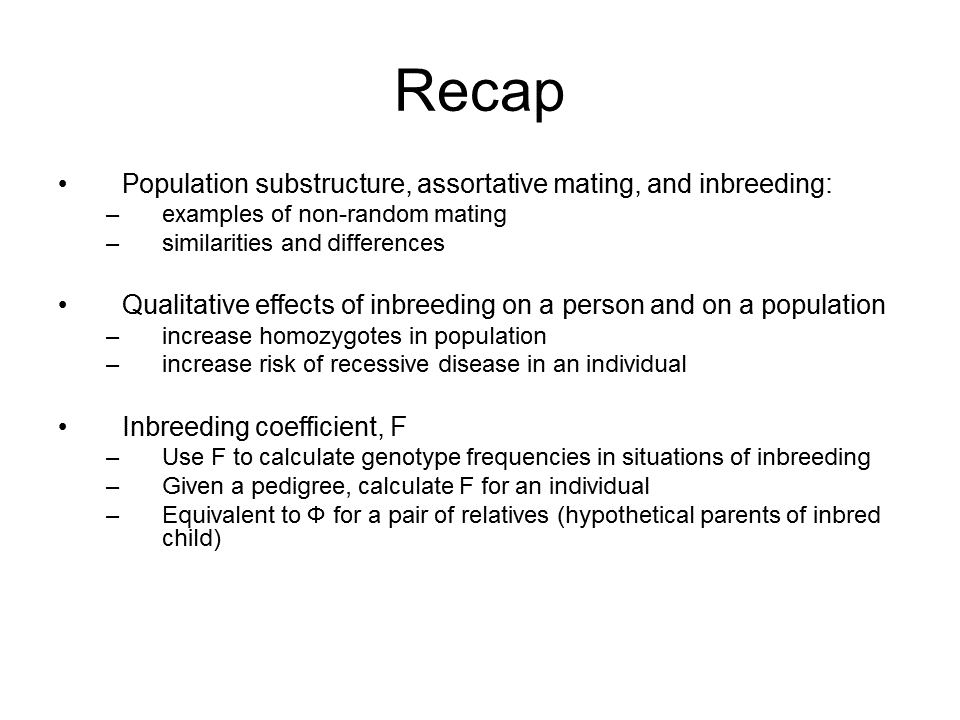 Recap
• Population substructure, assortative mating, and inbreeding:
– examples of non-random mating
– similarities and differences
• Qualitative effects of inbreeding on a person and on a population
– increase homozygotes in population
– increase risk of recessive disease in an individual
• Inbreeding coefficient, F
– Use F to calculate genotype frequencies in situations of inbreeding
– Given a pedigree, calculate F for an individual
– Equivalent to Φ for a pair of relatives (hypothetical parents of inbred
child)